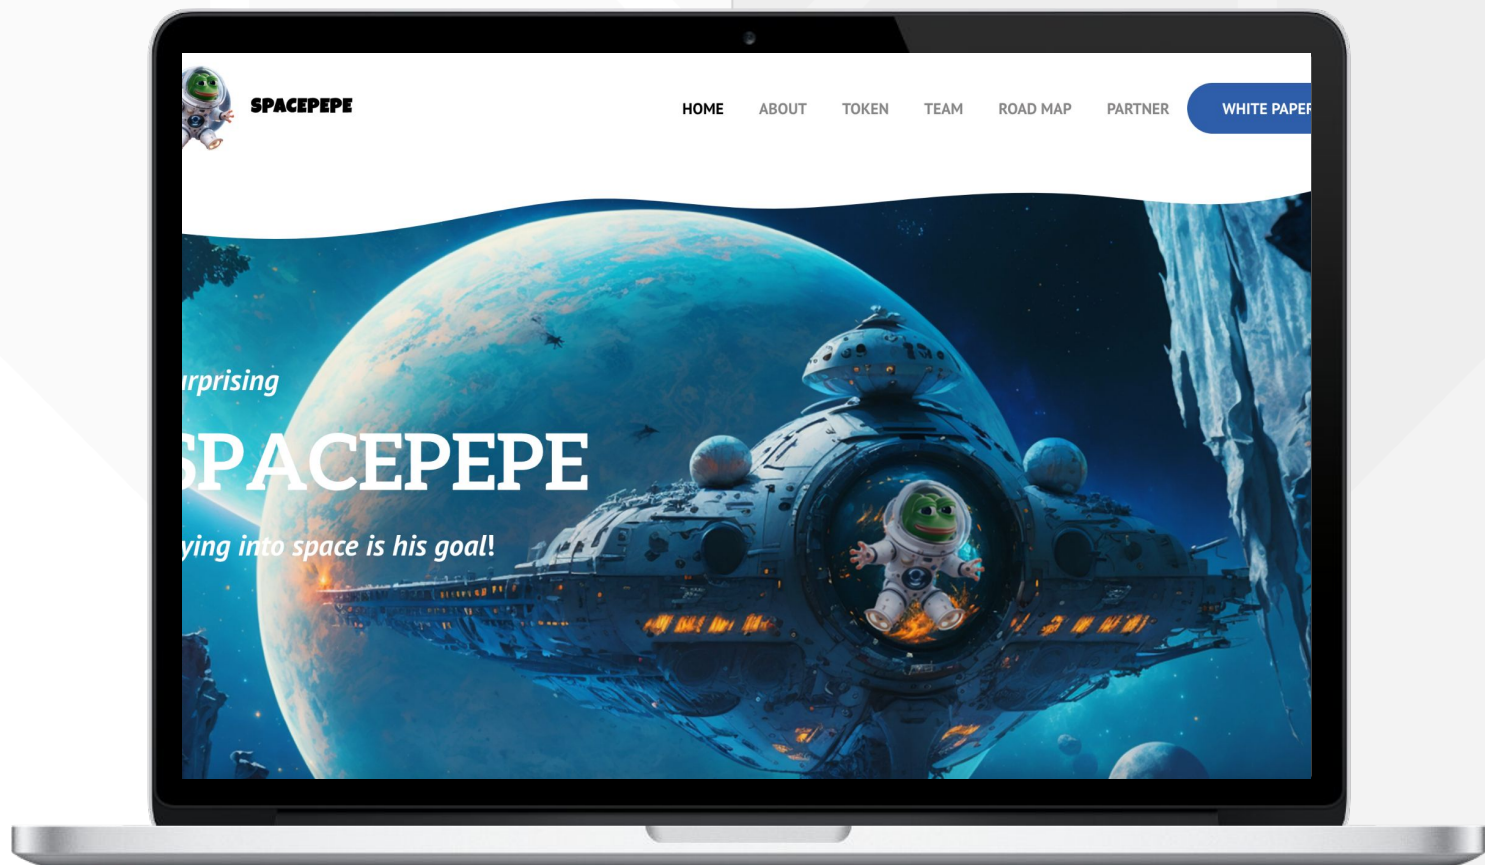 SPACEPEPE
HOME ABOUT TOKEN TEAM ROAD MAP PARTNER WHITE PAPER
urprising
SPACEPEPE
ying into space is his goal!